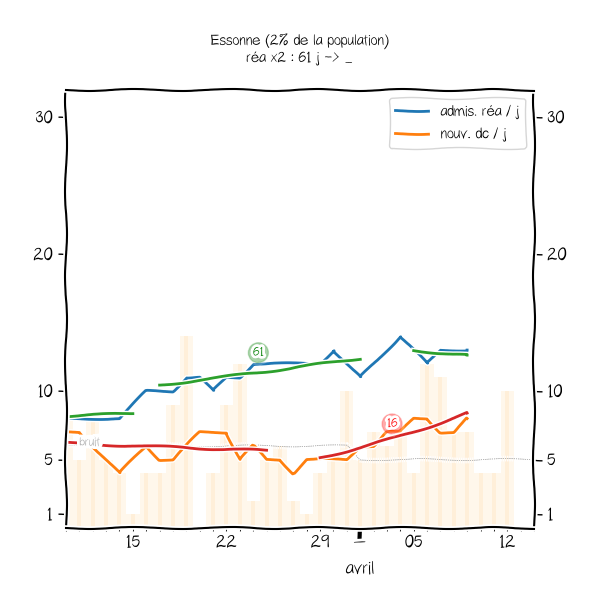 Essonne (2% de la population)
réa x2 : 61 j -> _
admis. réa / j
nouv. dc / j
30
30
20
20
61
10
10
16
bruit
5
5
1
1
15
22
29
05
12
avril